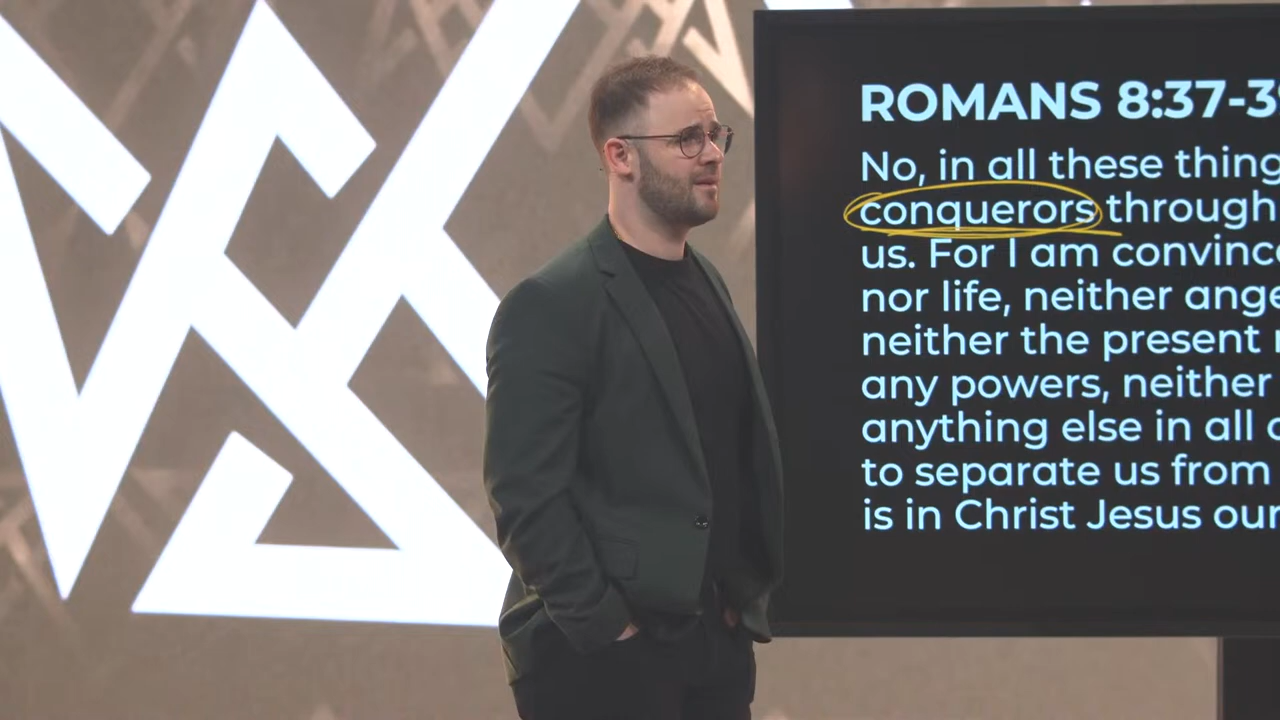 ROMANS 8:37-3
No, in all these thing
conquerors through
us. For I am convinc
nor life, neither ange
neither the present
any powers, neither
anything else in all
to separate us from
is in Christ Jesus our